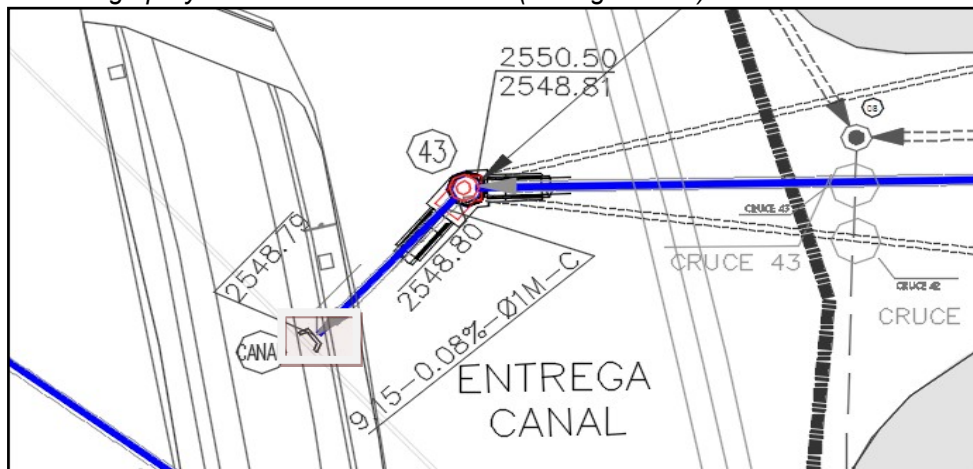 2550.50
2548.81
43
CB
CRUCE 43
2548.79
2548.80
CRUCE 43
CRUCE 42
CANA
CRUCE
9.15-0.08%-Ø1M-C
ENTREGA
CANAL